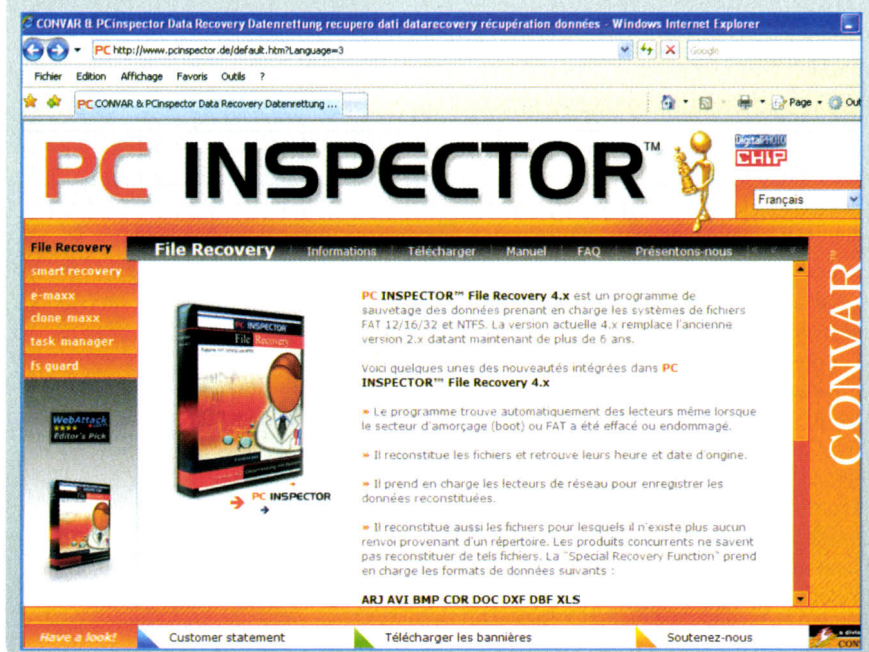 CONVAR & PCinspector Data Recovery Datenrettung recupero dati datarecovery récupération données - Windows Internet Explorer
PC http://www.pcinspector.de/default.htm?Language=3
Google
Fichier Edition Affichage Favoris Outils ?
PC CONVAR & PCinspector Data Recovery Datenrettung ...
Page Out
PC INSPECTOR™
DigitalPHOTO
CHIP
Français
File Recovery
smart recovery
e-maxx
clone maxx
task manager
fs guard
File Recovery Informations Télécharger Manuel FAQ Présentons-nous
CONVAR™
WebAttack
Editor's Pick
PC INSPECTOR
File Recovery
PC INSPECTOR
File Recovery
PC INSPECTOR™ File Recovery 4.x est un programme de
sauvetage des données prenant en charge les systèmes de fichiers
FAT 12/16/32 et NTFS. La version actuelle 4.x remplace l'ancienne
version 2.x datant maintenant de plus de 6 ans.
Voici quelques unes des nouveautés intégrées dans PC
INSPECTOR™ File Recovery 4.x
» Le programme trouve automatiquement des lecteurs même lorsque
le secteur d'amorçage (boot) ou FAT a été effacé ou endommagé.
» Il reconstitue les fichiers et retrouve leurs heure et date d'origine.
» Il prend en charge les lecteurs de réseau pour enregistrer les
données reconstituées.
» Il reconstitue aussi les fichiers pour lesquels il n'existe plus aucun
renvoi provenant d'un répertoire. Les produits concurrents ne savent
pas reconstituer de tels fichiers. La "Special Recovery Function" prend
en charge les formats de données suivants :
ARJ AVI BMP CDR DOC DXF DBF XLS
Have a look! Customer statement Télécharger les bannières Soutenez-nous